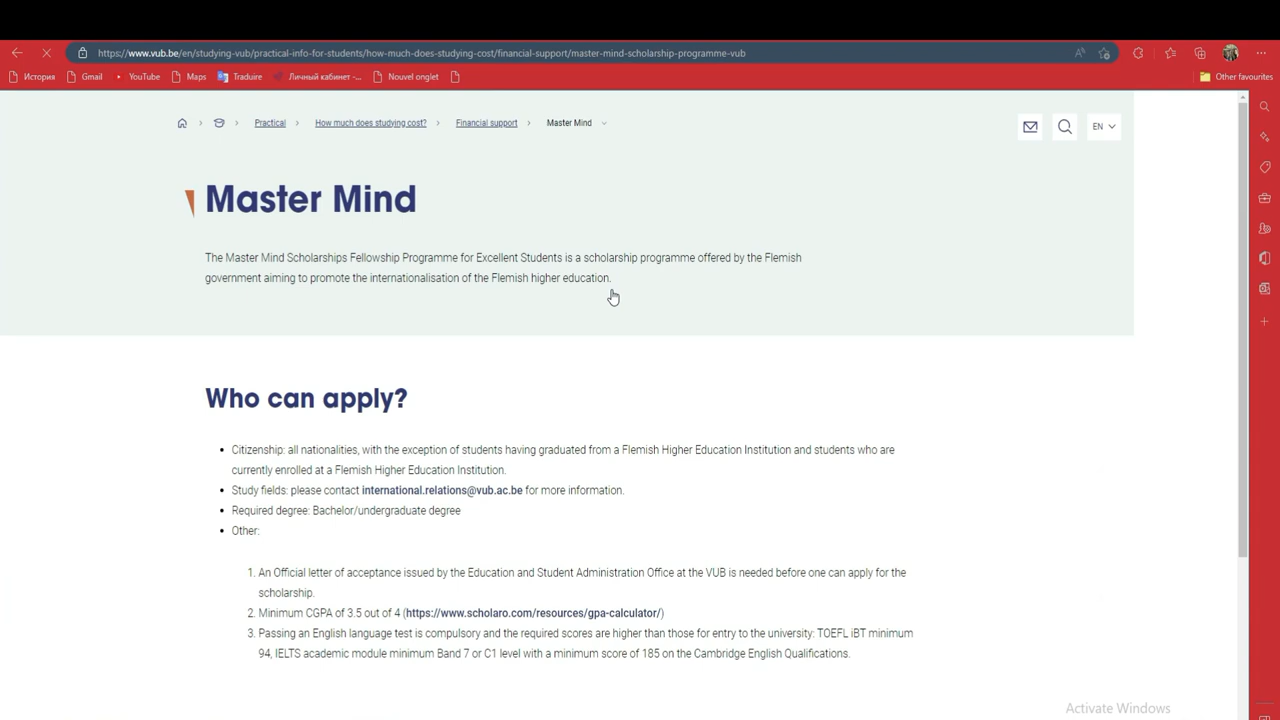 https://www.vub.be/en/studying-vub/practical-info-for-students/how-much-does-studying-cost/financial-support/master-mind-scholarship-programme-vub
История Gmail YouTube Maps Traduire Личный кабинет -... Nouvel onglet Other favourites
Practical How much does studying cost? Financial support Master Mind EN
Master Mind
The Master Mind Scholarships Fellowship Programme for Excellent Students is a scholarship programme offered by the Flemish
government aiming to promote the internationalisation of the Flemish higher education.
Who can apply?
Citizenship: all nationalities, with the exception of students having graduated from a Flemish Higher Education Institution and students who are
currently enrolled at a Flemish Higher Education Institution.
Study fields: please contact international.relations@vub.ac.be for more information.
Required degree: Bachelor/undergraduate degree
Other:
1. An Official letter of acceptance issued by the Education and Student Administration Office at the VUB is needed before one can apply for the
scholarship.
2. Minimum CGPA of 3.5 out of 4 (https://www.scholaro.com/resources/gpa-calculator/)
3. Passing an English language test is compulsory and the required scores are higher than those for entry to the university: TOEFL iBT minimum
94, IELTS academic module minimum Band 7 or C1 level with a minimum score of 185 on the Cambridge English Qualifications.
Activate Windows